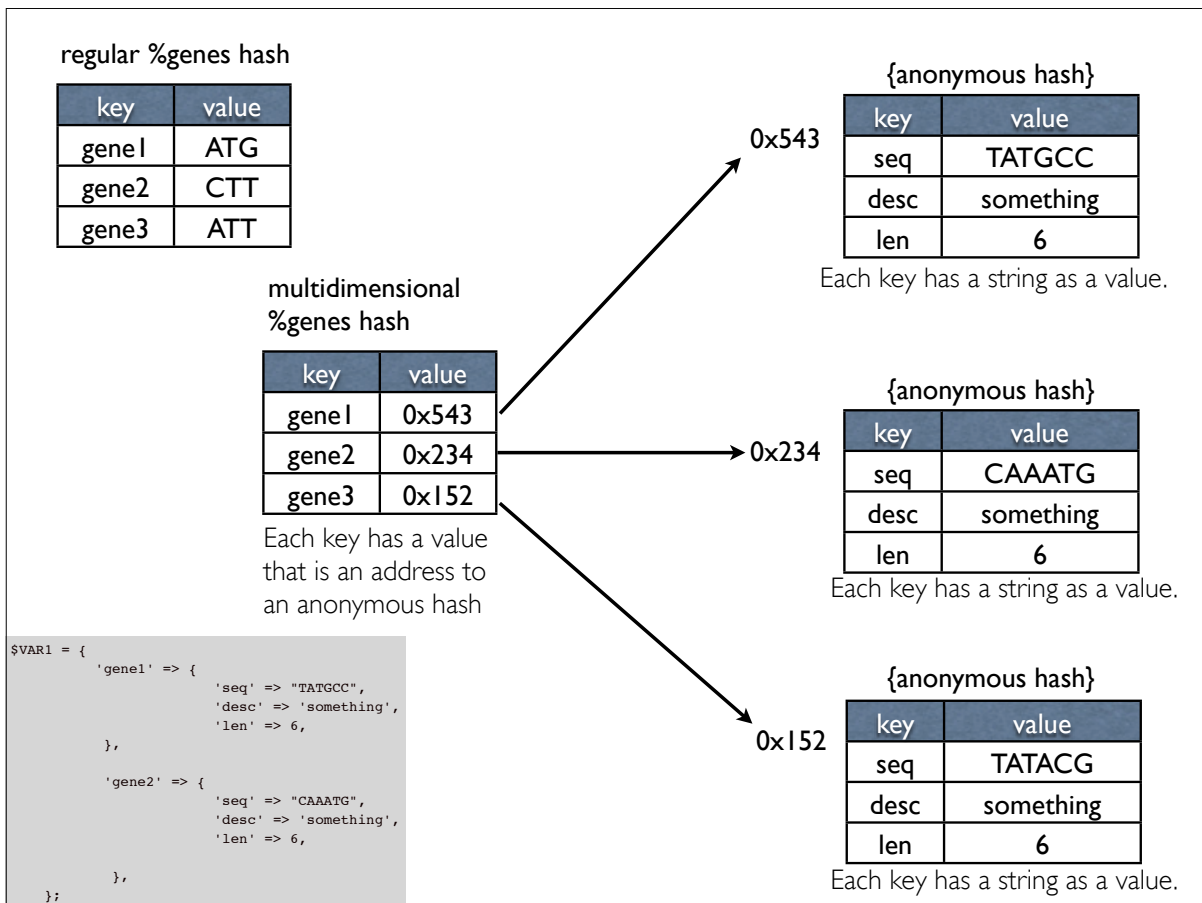 regular %genes hash
key value
gene1 ATG
gene2 CTT
gene3 ATT
multidimensional
%genes hash
key value
gene1 0x543
gene2 0x234
gene3 0x152
Each key has a value
that is an address to
an anonymous hash
0x543
{anonymous hash}
key value
seq TATGCC
desc something
len 6
Each key has a string as a value.
0x234
{anonymous hash}
key value
seq CAAATG
desc something
len 6
Each key has a string as a value.
0x152
{anonymous hash}
key value
seq TATACG
desc something
len 6
Each key has a string as a value.
$VAR1 = {
'gene1' => {
'seq' => "TATGCC",
'desc' => 'something',
'len' => 6,
},
'gene2' => {
'seq' => "CAAATG",
'desc' => 'something',
'len' => 6,
},
};